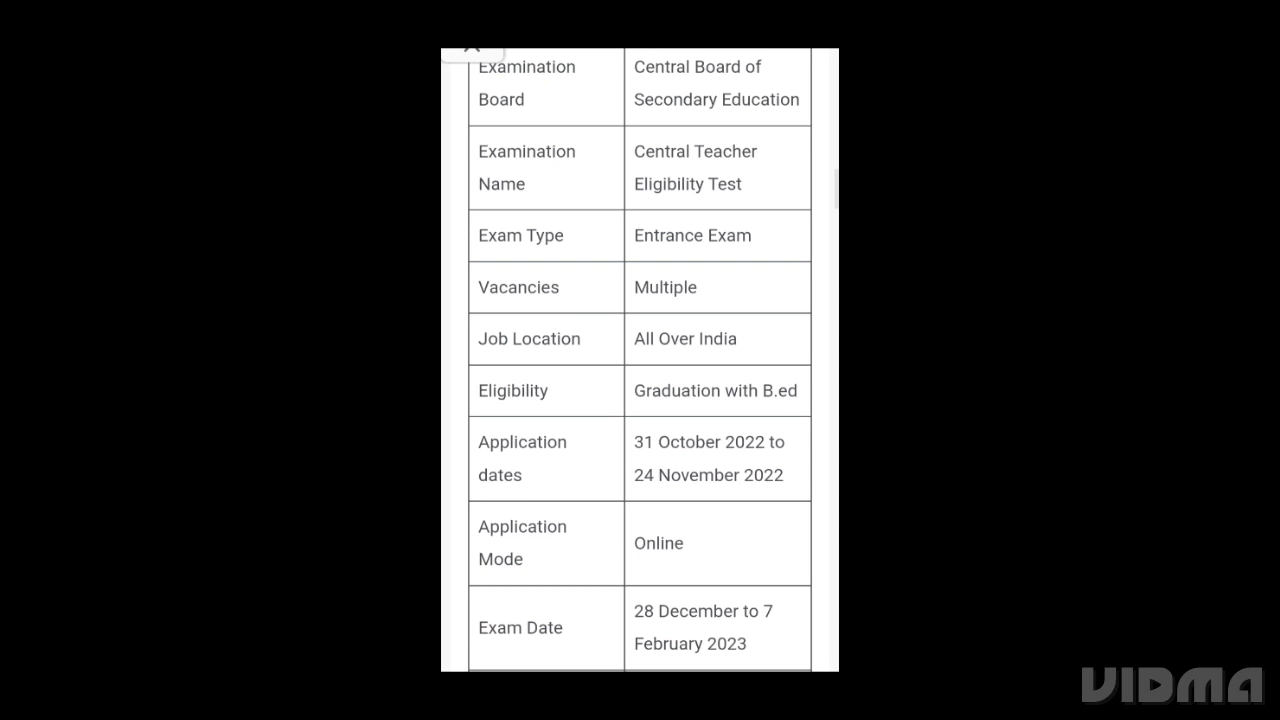 Examination Board
Central Board of Secondary Education
Examination Name
Central Teacher Eligibility Test
Exam Type
Entrance Exam
Vacancies
Multiple
Job Location
All Over India
Eligibility
Graduation with B.ed
Application dates
31 October 2022 to 24 November 2022
Application Mode
Online
Exam Date
28 December to 7 February 2023
VIDMA